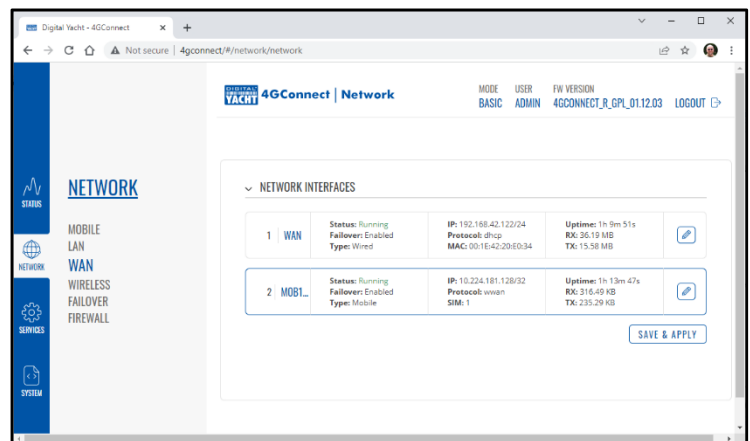 Digital Yacht - 4GConnect
Not secure | 4gconnect/#/network/network
DIGITAL YACHT 4GConnect | Network
MODE USER FW VERSION
BASIC ADMIN 4GCONNECT_R_GPL_01.12.03 LOGOUT
STATUS
NETWORK
SERVICES
SYSTEM
NETWORK
MOBILE
LAN
WAN
WIRELESS
FAILOVER
FIREWALL
NETWORK INTERFACES
1 WAN
Status: Running
Failover: Enabled
Type: Wired
IP: 192.168.42.122/24
Protocol: dhcp
MAC: 00:1E:42:20:E0:34
Uptime: 1h 9m 51s
RX: 36.19 MB
TX: 15.58 MB
2 MOB1...
Status: Running
Failover: Enabled
Type: Mobile
IP: 10.224.181.128/32
Protocol: wwan
SIM: 1
Uptime: 1h 13m 47s
RX: 316.49 KB
TX: 235.29 KB
SAVE & APPLY